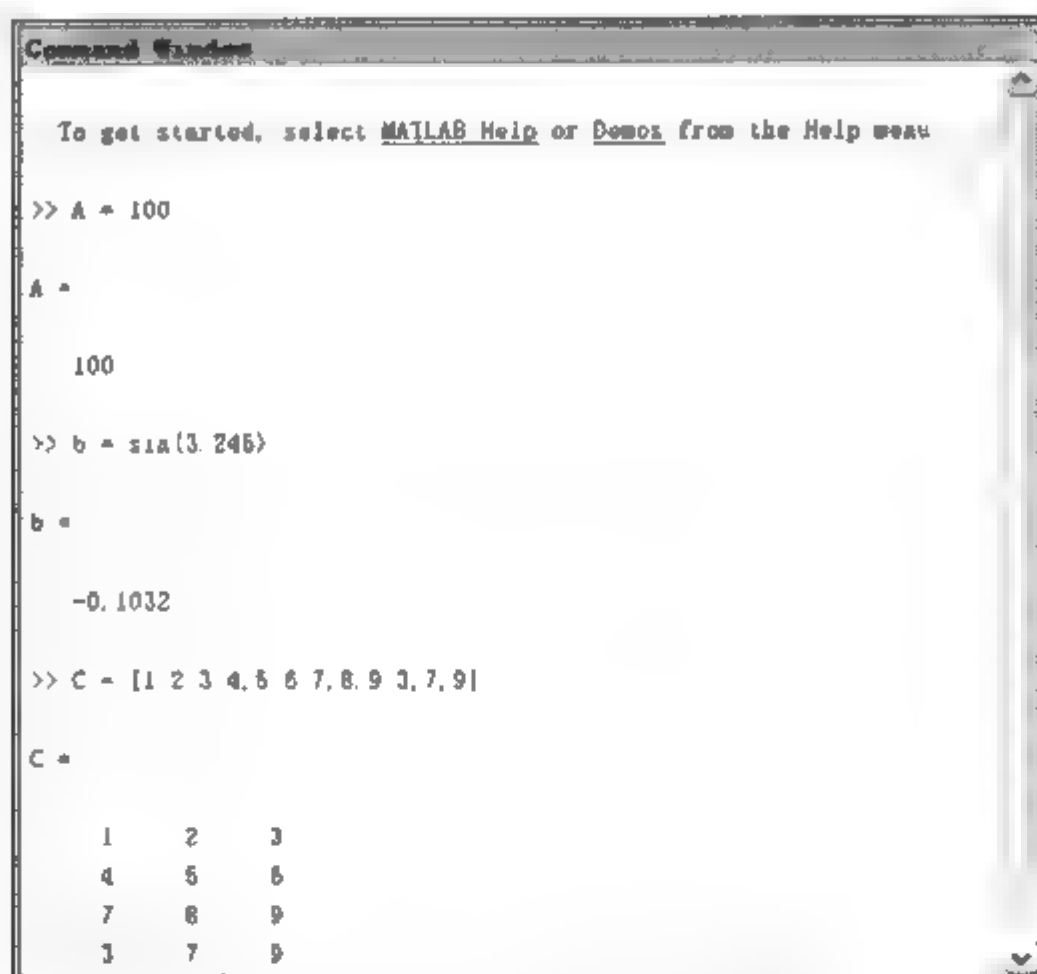 Command Window
To get started, select MATLAB Help or Demos from the Help menu
>> A = 100
A =
100
>> b = sin(3.245)
b =
-0.1032
>> C = [1 2 3 4,5 6 7,8,9 3,7,9]
C =
1 2 3
4 5 6
7 8 9
3 7 9